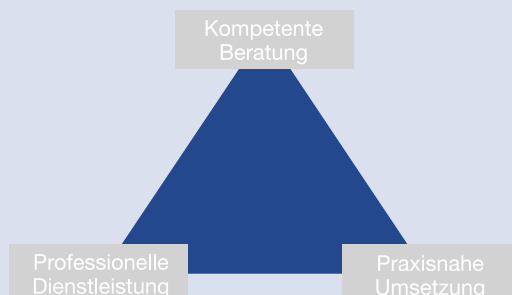 Kompetente
Beratung
Professionelle
Dienstleistung
Praxisnahe
Umsetzung